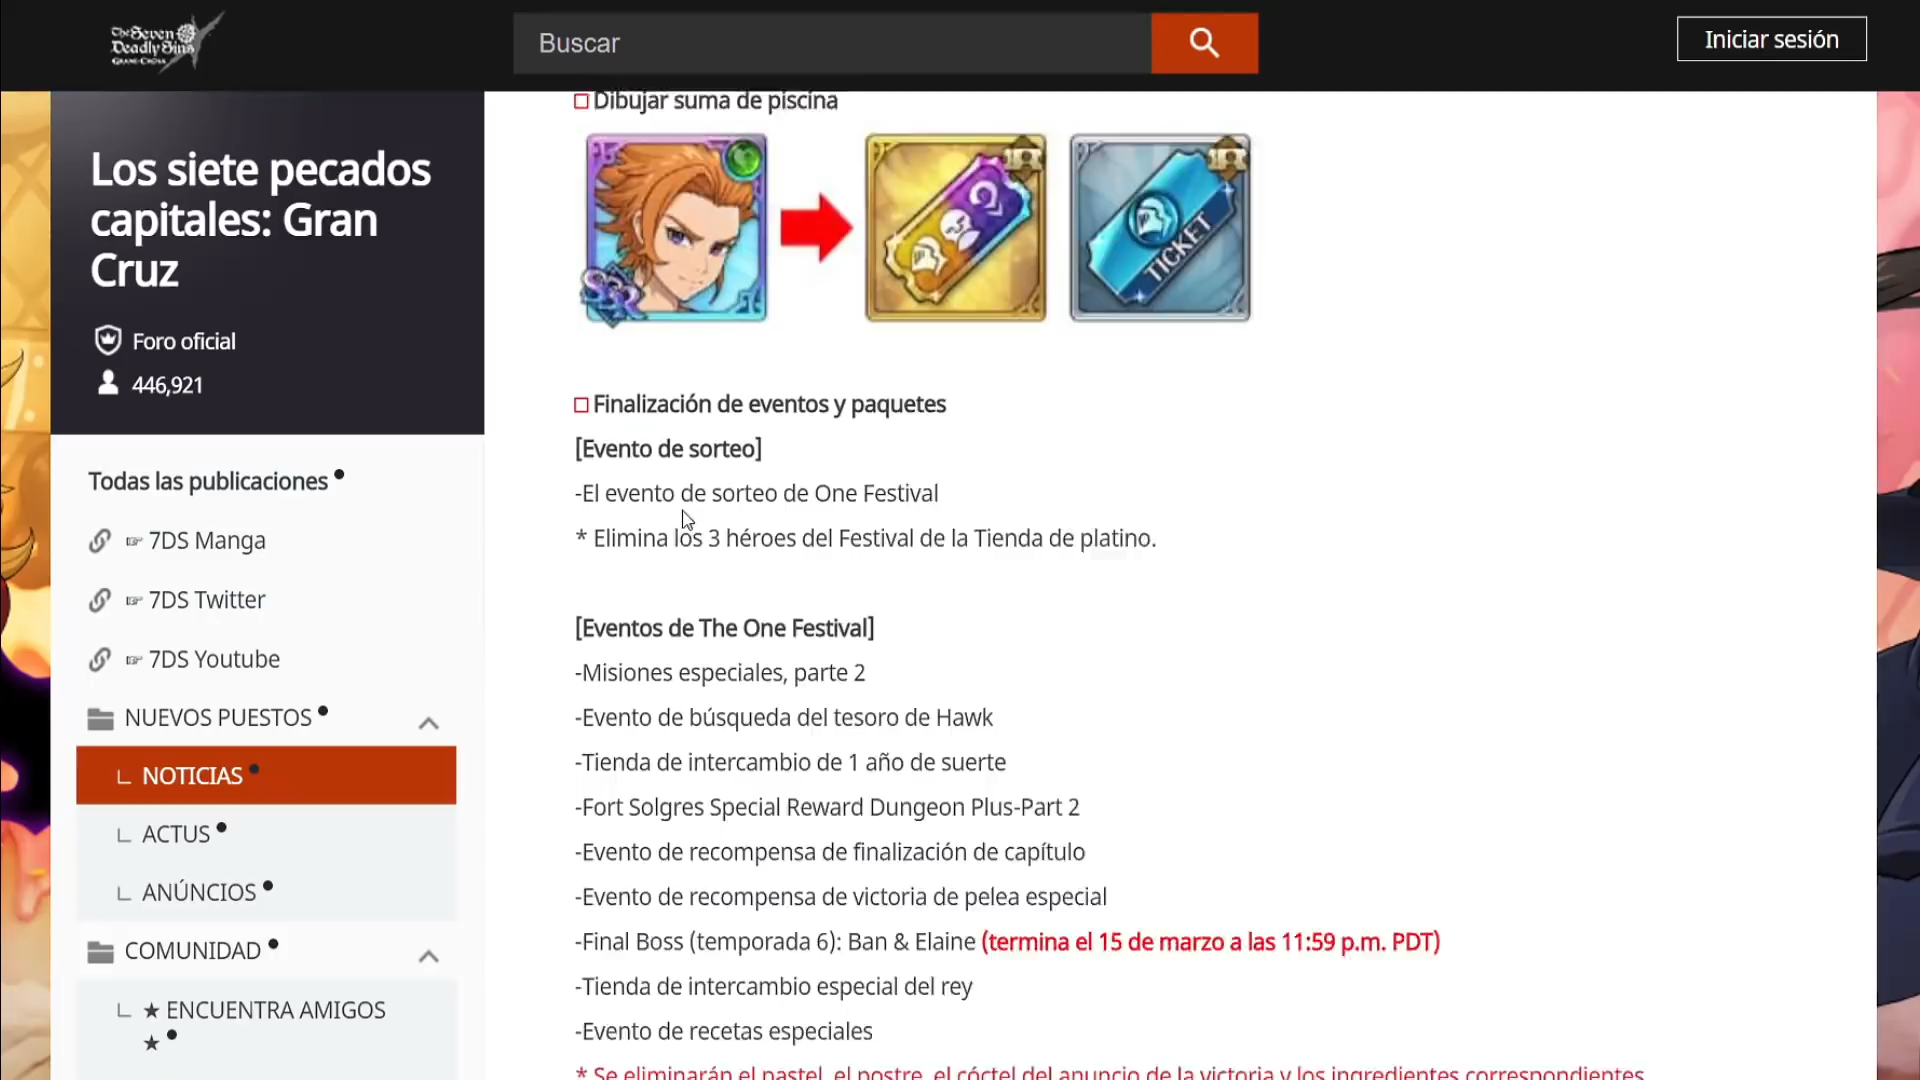 The Seven
Deadly Sins
GRAND CROSS
Buscar
Iniciar sesión
Los siete pecados
capitales: Gran
Cruz
Foro oficial
446,921
Todas las publicaciones
☞ 7DS Manga
☞ 7DS Twitter
☞ 7DS Youtube
NUEVOS PUESTOS
NOTICIAS
ACTUS
ANÚNCIOS
COMUNIDAD
★ ENCUENTRA AMIGOS
★
□ Dibujar suma de piscina
SSR
TICKET
□ Finalización de eventos y paquetes
[Evento de sorteo]
-El evento de sorteo de One Festival
* Elimina los 3 héroes del Festival de la Tienda de platino.
[Eventos de The One Festival]
-Misiones especiales, parte 2
-Evento de búsqueda del tesoro de Hawk
-Tienda de intercambio de 1 año de suerte
-Fort Solgres Special Reward Dungeon Plus-Part 2
-Evento de recompensa de finalización de capítulo
-Evento de recompensa de victoria de pelea especial
-Final Boss (temporada 6): Ban & Elaine (termina el 15 de marzo a las 11:59 p.m. PDT)
-Tienda de intercambio especial del rey
-Evento de recetas especiales
* Se eliminarán el pastel, el postre, el cóctel del anuncio de la victoria y los ingredientes correspondientes